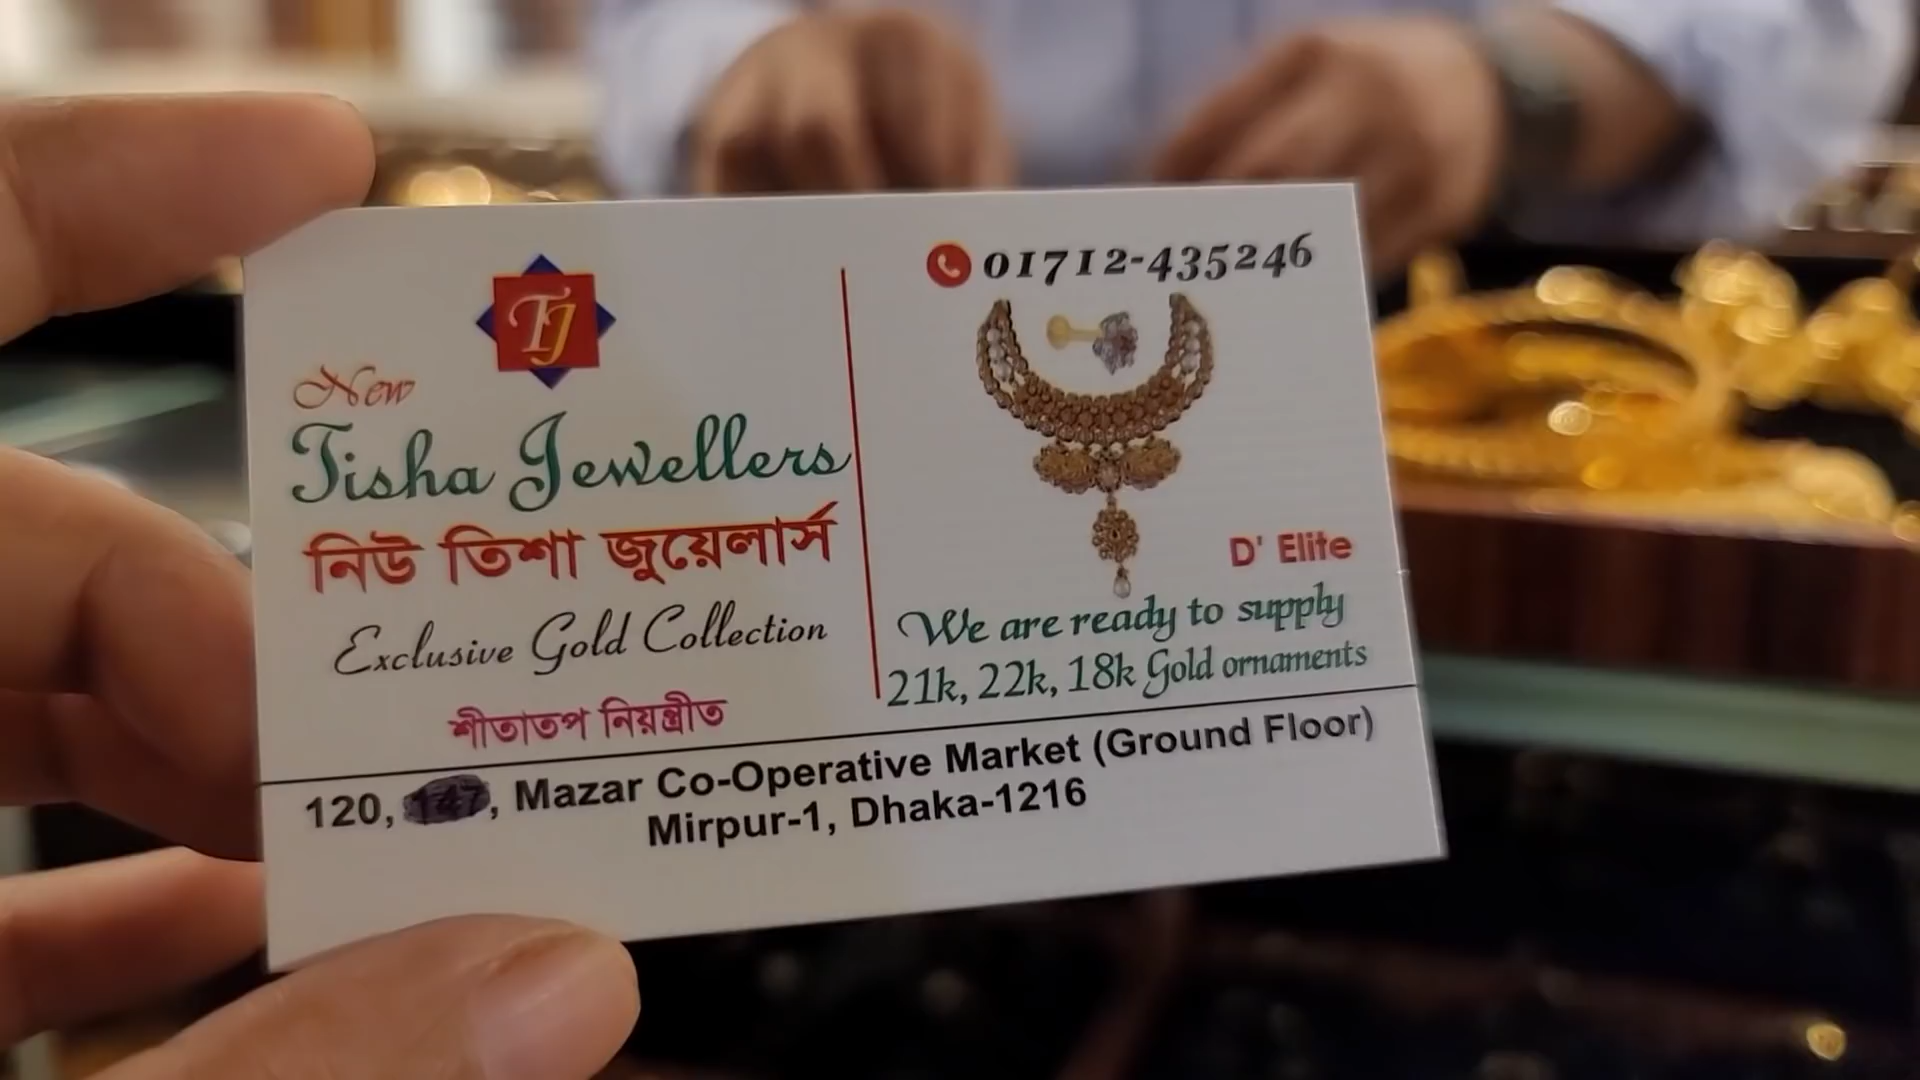 TJ
New
Tisha Jewellers
নিউ তিশা জুয়েলার্স
Exclusive Gold Collection
শীতাতপ নিয়ন্ত্রীত
01712-435246
D' Elite
We are ready to supply
21k, 22k, 18k Gold ornaments
120, 147, Mazar Co-Operative Market (Ground Floor)
Mirpur-1, Dhaka-1216